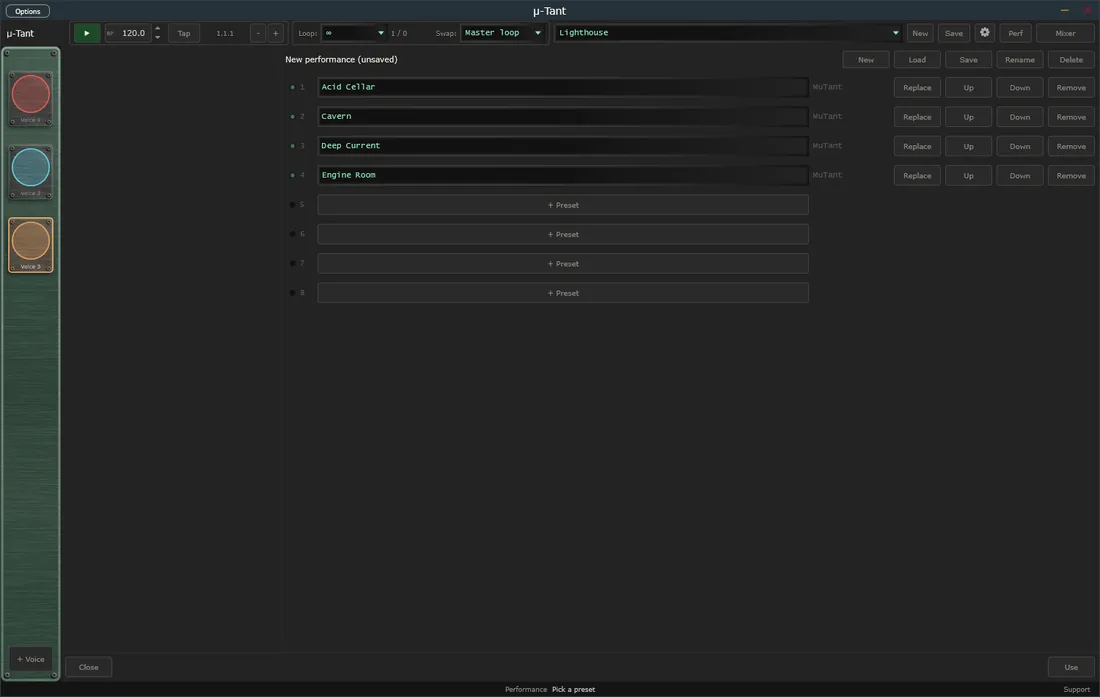 Options
μ-Tant
μ-Tant
120.0 Tap 1.1.1 - + Loop: ∞ 1 / 0 Swap: Master loop Lighthouse New Save Perf Mixer
New performance (unsaved) New Load Save Rename Delete
1 Acid Cellar MuTant Replace Up Down Remove
2 Cavern MuTant Replace Up Down Remove
3 Deep Current MuTant Replace Up Down Remove
4 Engine Room MuTant Replace Up Down Remove
5 + Preset
6 + Preset
7 + Preset
8 + Preset
Voice 2
Voice 3
+ Voice
Close Use
Performance Pick a preset Support